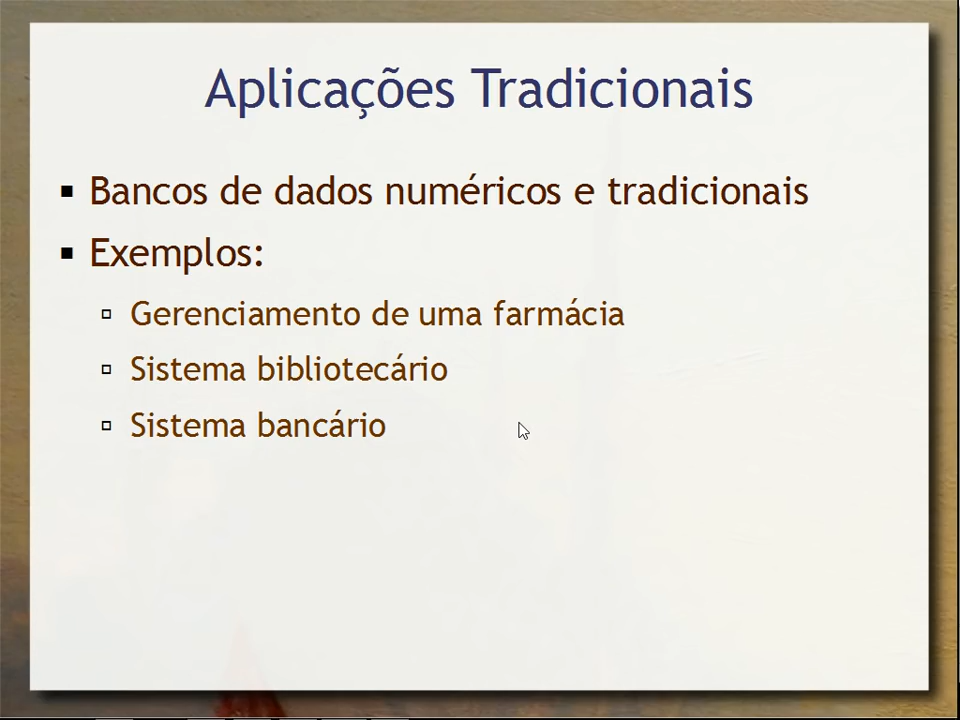 Aplicações Tradicionais
Bancos de dados numéricos e tradicionais
Exemplos:
Gerenciamento de uma farmácia
Sistema bibliotecário
Sistema bancário